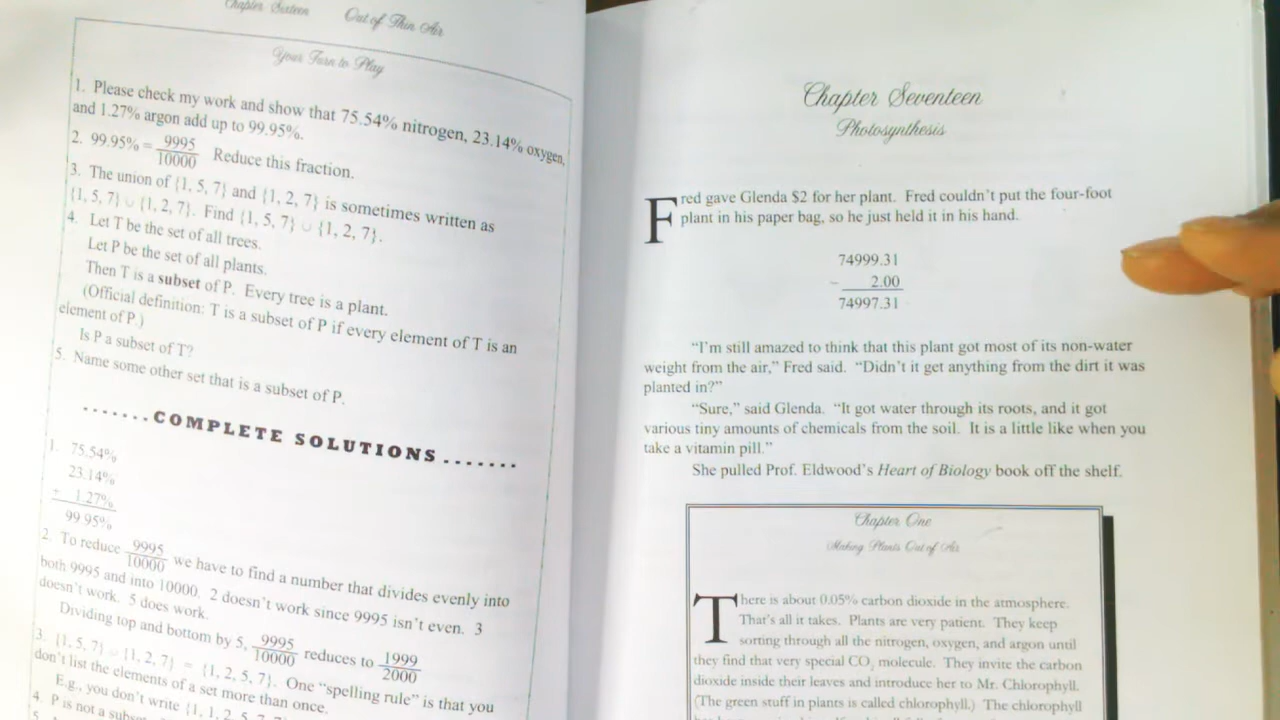 Chapter Sixteen Out of Thin Air
Your Turn to Play
1. Please check my work and show that 75.54% nitrogen, 23.14% oxygen,
and 1.27% argon add up to 99.95%.
2. 99.95% = 9995/10000 Reduce this fraction.
3. The union of {1, 5, 7} and {1, 2, 7} is sometimes written as
{1, 5, 7} ∪ {1, 2, 7}. Find {1, 5, 7} ∪ {1, 2, 7}.
4. Let T be the set of all trees.
Let P be the set of all plants.
Then T is a subset of P. Every tree is a plant.
(Official definition: T is a subset of P if every element of T is an
element of P.)
Is P a subset of T?
5. Name some other set that is a subset of P.
.......COMPLETE SOLUTIONS.......
1. 75.54%
23.14%
+ 1.27%
99.95%
2. To reduce 9995/10000 we have to find a number that divides evenly into
both 9995 and into 10000. 2 doesn't work since 9995 isn't even. 3
doesn't work. 5 does work.
Dividing top and bottom by 5, 9995/10000 reduces to 1999/2000
3. {1, 5, 7} ∪ {1, 2, 7} = {1, 2, 5, 7}. One "spelling rule" is that you
don't list the elements of a set more than once.
E.g., you don't write {1, 1, 2, 5, 7, 7}
4. P is not a subset
5.
Chapter Seventeen
Photosynthesis
Fred gave Glenda $2 for her plant. Fred couldn't put the four-foot
plant in his paper bag, so he just held it in his hand.
74999.31
– 2.00
74997.31
"I'm still amazed to think that this plant got most of its non-water
weight from the air," Fred said. "Didn't it get anything from the dirt it was
planted in?"
"Sure," said Glenda. "It got water through its roots, and it got
various tiny amounts of chemicals from the soil. It is a little like when you
take a vitamin pill."
She pulled Prof. Eldwood's Heart of Biology book off the shelf.
Chapter One
Making Plants Out of Air
There is about 0.05% carbon dioxide in the atmosphere.
That's all it takes. Plants are very patient. They keep
sorting through all the nitrogen, oxygen, and argon until
they find that very special CO₂ molecule. They invite the carbon
dioxide inside their leaves and introduce her to Mr. Chlorophyll.
(The green stuff in plants is called chlorophyll.) The chlorophyll